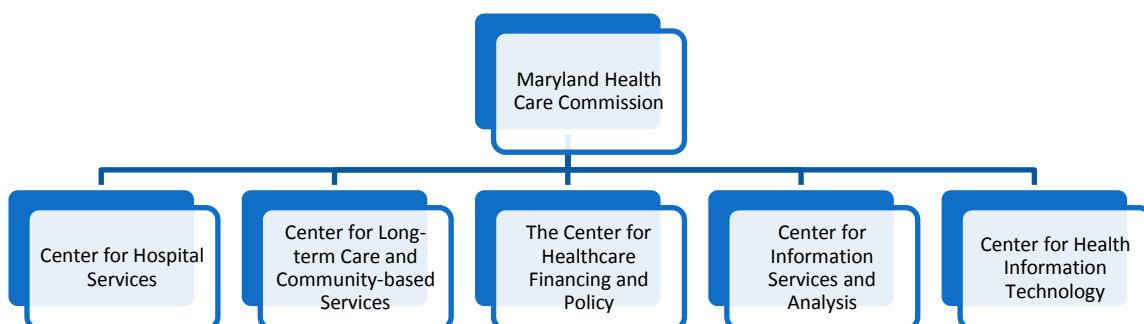 Maryland Health
Care Commission
Center for Hospital
Services
Center for Long-
term Care and
Community-based
Services
The Center for
Healthcare
Financing and
Policy
Center for
Information
Services and
Analysis
Center for Health
Information
Technology